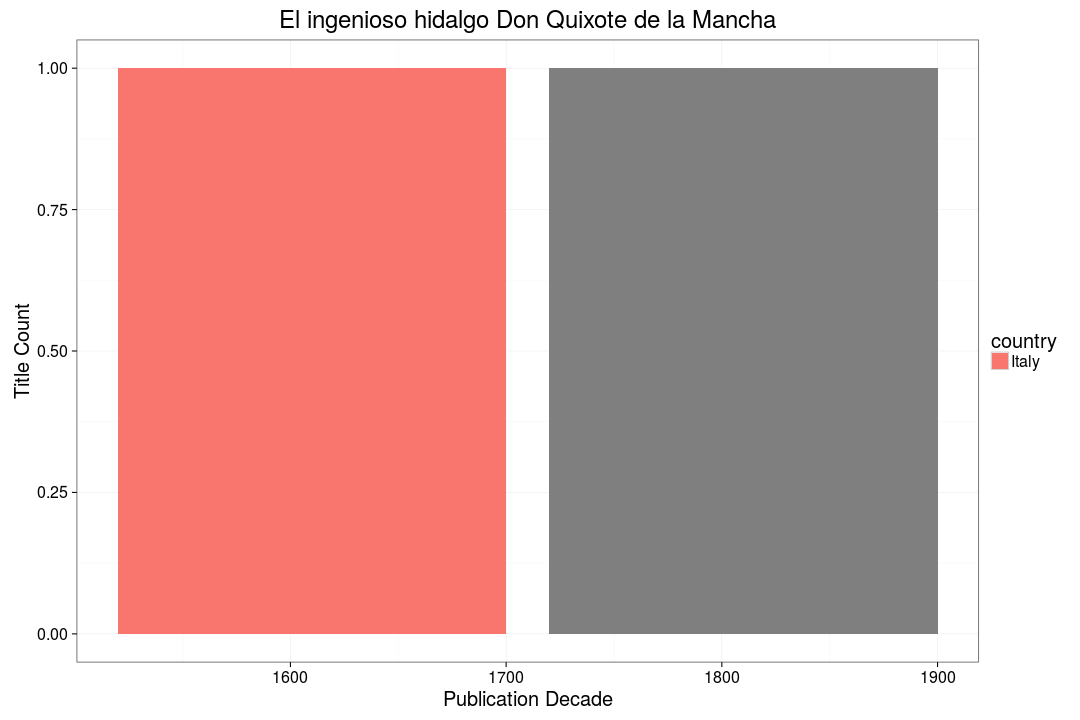 El ingenioso hidalgo Don Quixote de la Mancha
Title Count
1.00
0.75
0.50
0.25
0.00
1600
1700
1800
1900
Publication Decade
country
Italy